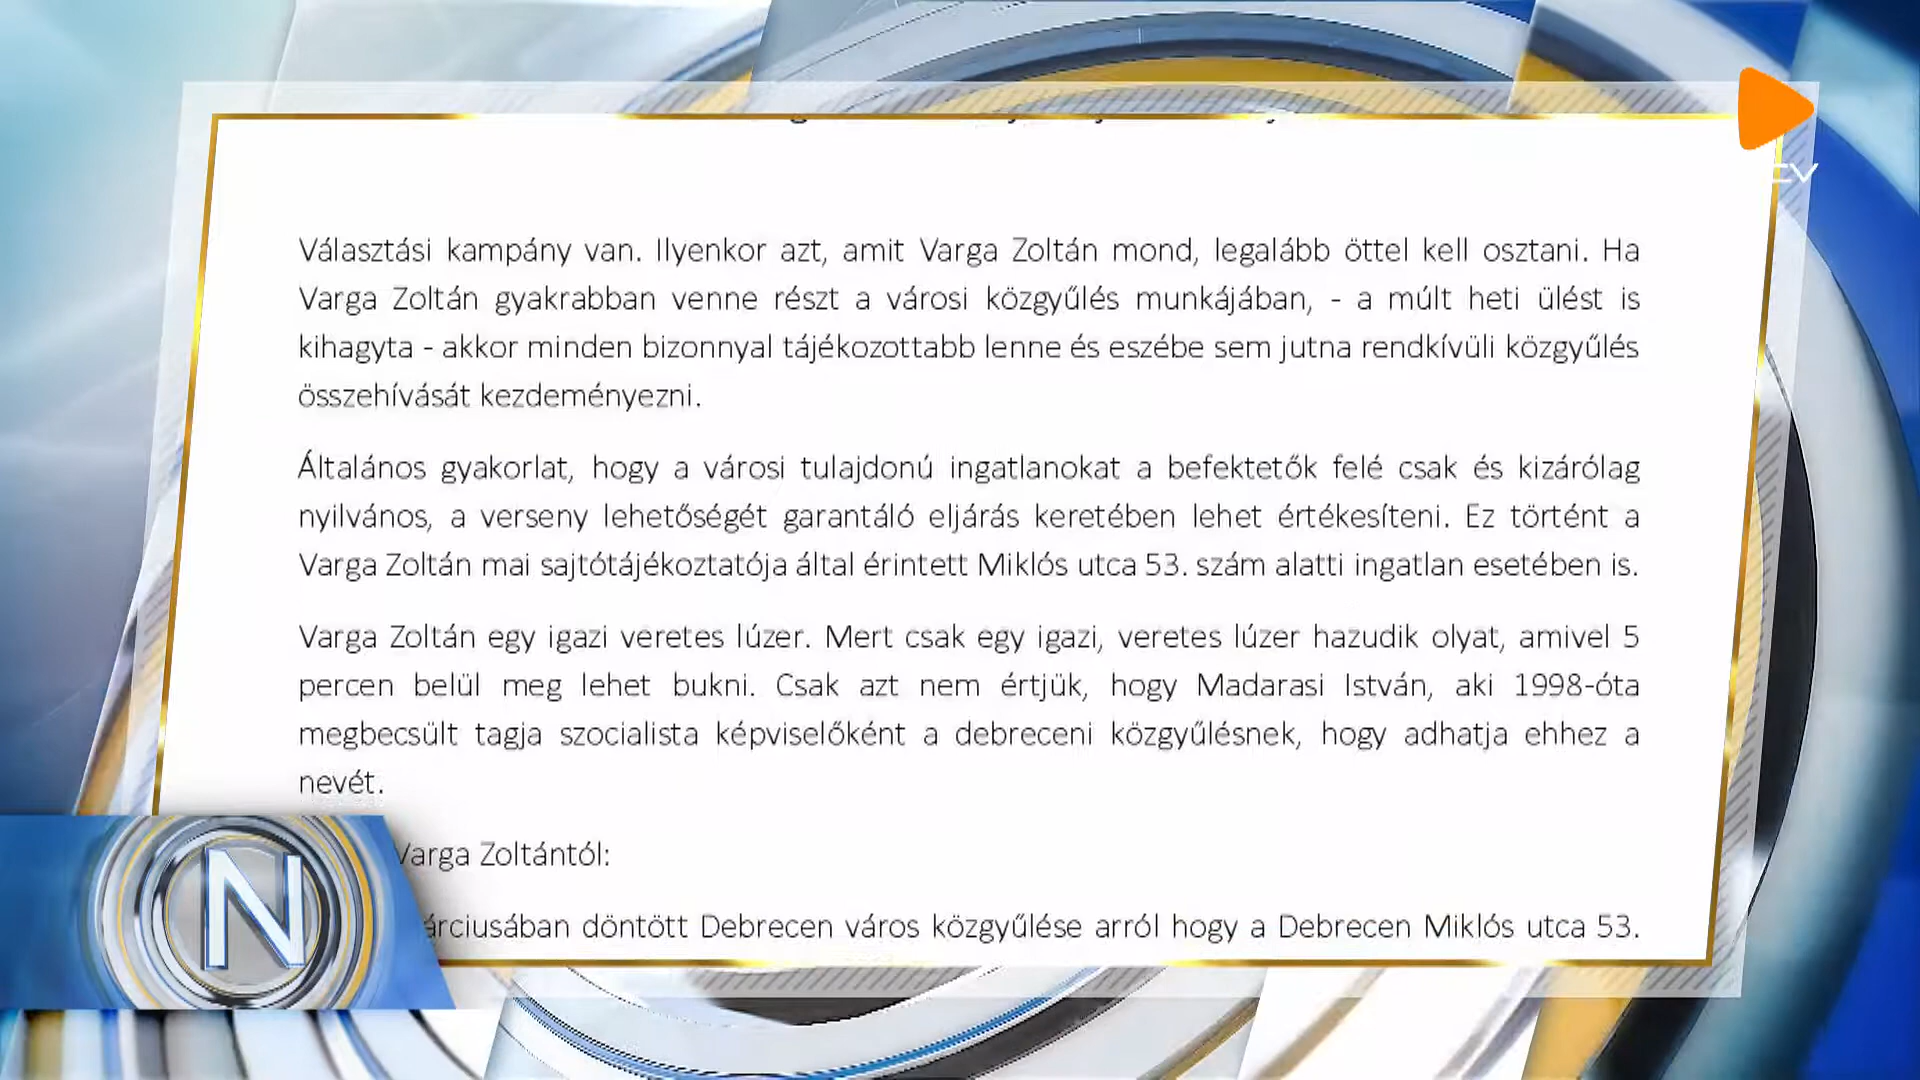 Választási kampány van. Ilyenkor azt, amit Varga Zoltán mond, legalább öttel kell osztani. Ha
Varga Zoltán gyakrabban venne részt a városi közgyűlés munkájában, - a múlt heti ülést is
kihagyta - akkor minden bizonnyal tájékozottabb lenne és eszébe sem jutna rendkívüli közgyűlés
összehívását kezdeményezni.
Általános gyakorlat, hogy a városi tulajdonú ingatlanokat a befektetők felé csak és kizárólag
nyilvános, a verseny lehetőségét garantáló eljárás keretében lehet értékesíteni. Ez történt a
Varga Zoltán mai sajtótájékoztatója által érintett Miklós utca 53. szám alatti ingatlan esetében is.
Varga Zoltán egy igazi veretes lúzer. Mert csak egy igazi, veretes lúzer hazudik olyat, amivel 5
percen belül meg lehet bukni. Csak azt nem értjük, hogy Madarasi István, aki 1998-óta
megbecsült tagja szocialista képviselőként a debreceni közgyűlésnek, hogy adhatja ehhez a
nevét.
Varga Zoltántól:
árciusában döntött Debrecen város közgyűlése arról hogy a Debrecen Miklós utca 53.
N